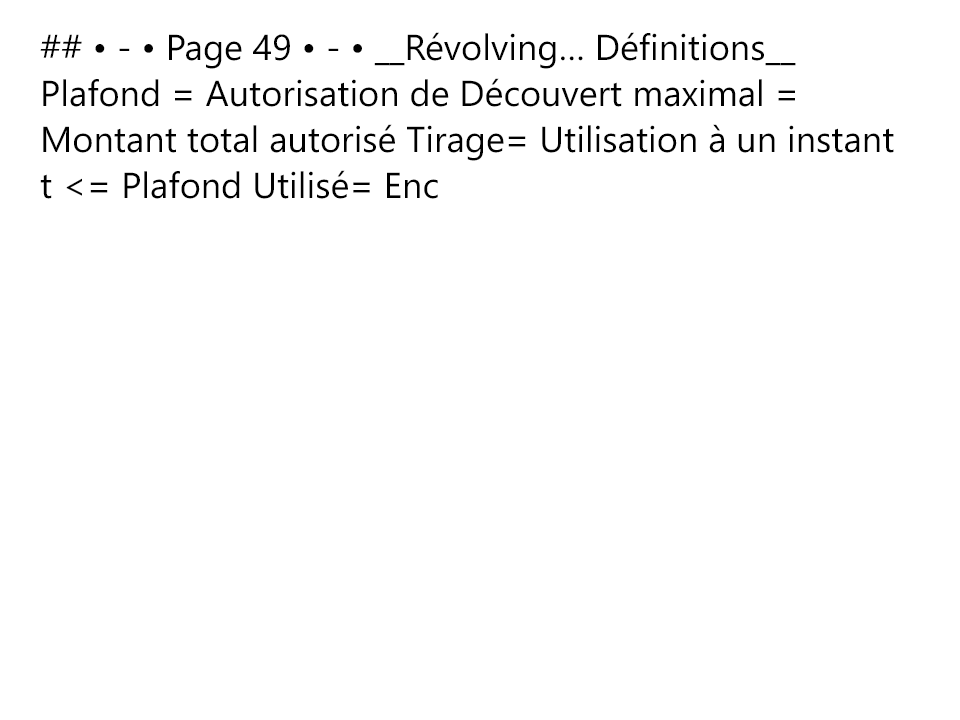 ## • - • Page 49 • - • __Révolving... Définitions__
Plafond = Autorisation de Découvert maximal =
Montant total autorisé Tirage= Utilisation à un instant
t <= Plafond Utilisé= Enc